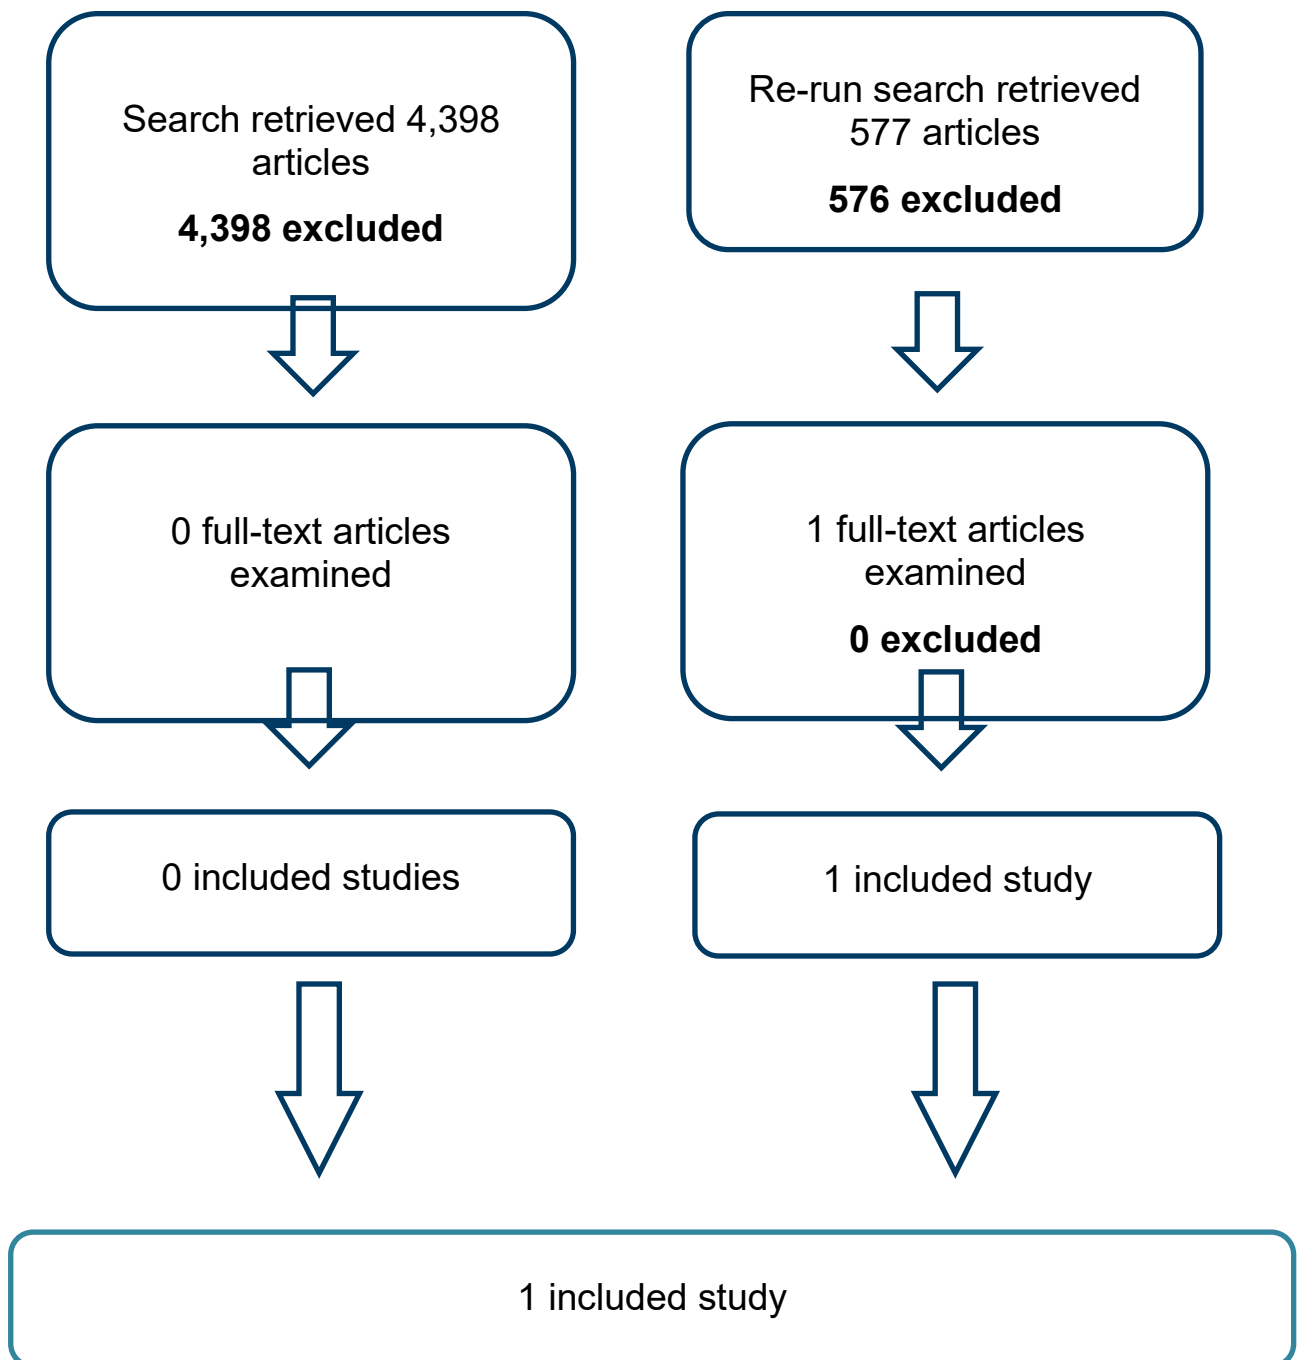 Search retrieved 4,398
articles
4,398 excluded
Re-run search retrieved
577 articles
576 excluded
0 full-text articles
examined
1 full-text articles
examined
0 excluded
0 included studies
1 included study
1 included study